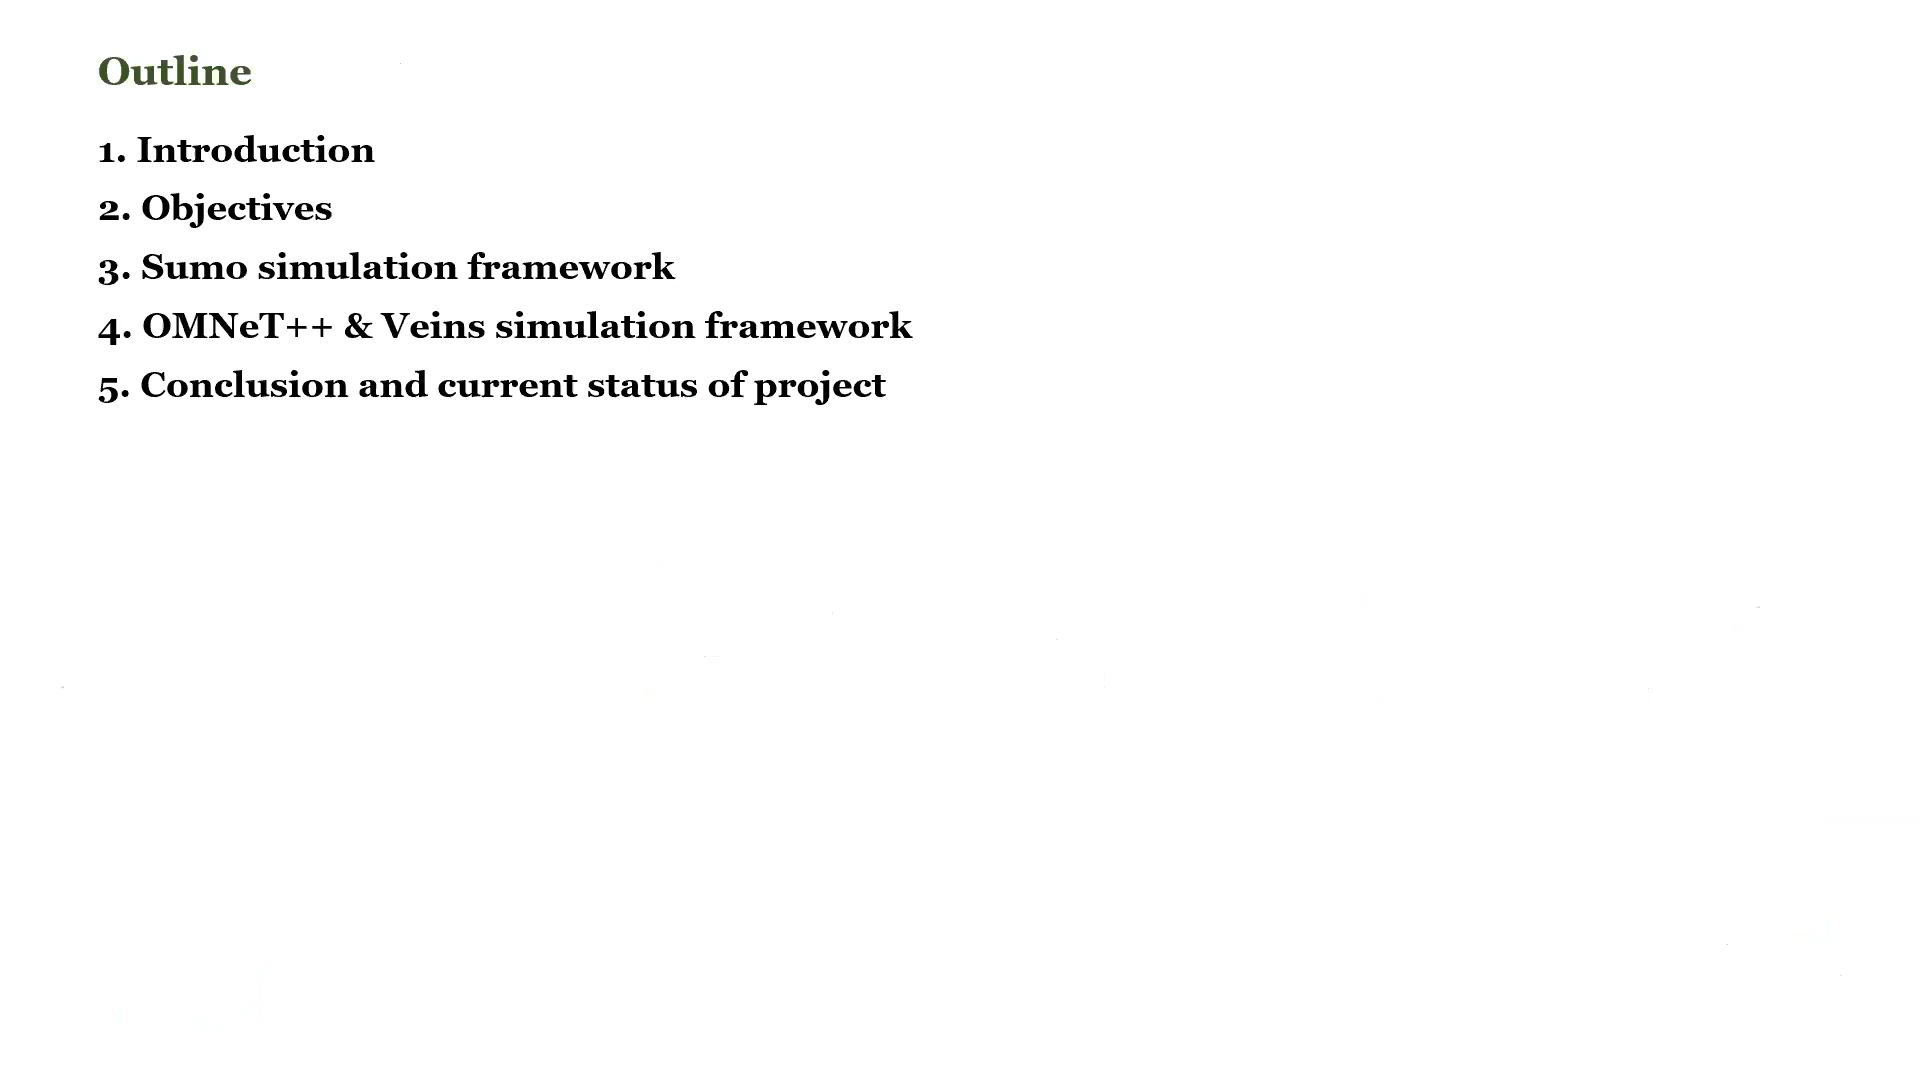 Outline
1. Introduction
2. Objectives
3. Sumo simulation framework
4. OMNeT++ & Veins simulation framework
5. Conclusion and current status of project